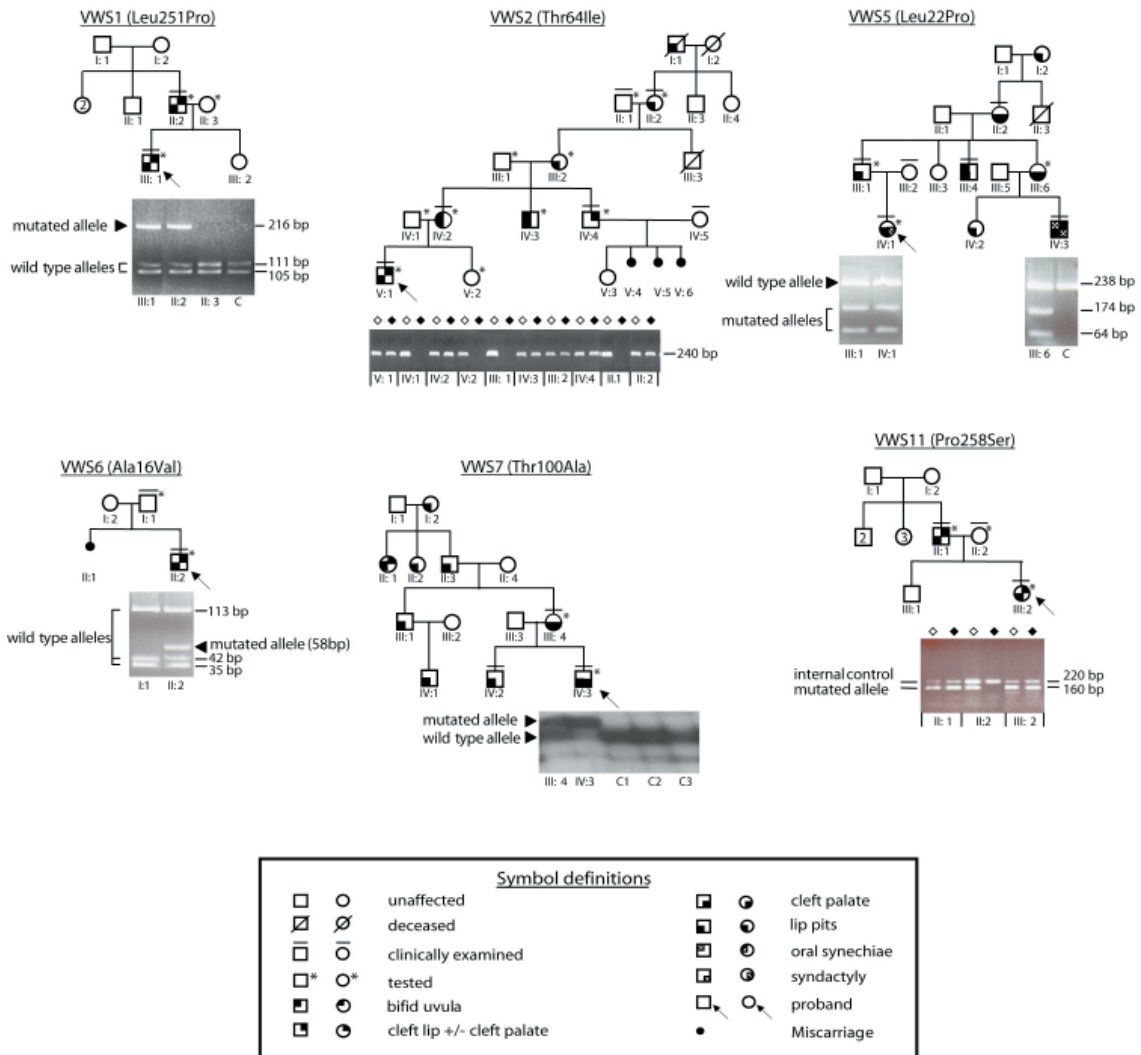 VWS1 (Leu251Pro)
I: 1
I: 2
2
II: 1
II:2
*
II: 3
*
III: 1
*
III: 2
mutated allele
216 bp
wild type alleles
111 bp
105 bp
III:1 II:2 II: 3 C
VWS2 (Thr64Ile)
I:1
I:2
II: 1
*
II:2
*
II:3
II:4
III:1
*
III:2
*
III:3
IV:1
*
IV:2
*
IV:3
*
IV:4
*
IV:5
V:1
*
V:2
*
V:3
V:4
V:5
V:6
240 bp
V: 1 IV:1 IV:2 V:2 III: 1 IV:3 III: 2 IV:4 II.1 II: 2
VWS5 (Leu22Pro)
I:1
I:2
II:1
II:2
II:3
III:1
*
III:2
III:3
III:4
III:5
III:6
*
IV:1
*
IV:2
IV:3
wild type allele
238 bp
mutated alleles
174 bp
64 bp
III:1 IV:1
III: 6 C
VWS6 (Ala16Val)
I: 2
I: 1
*
II:1
II:2
*
113 bp
wild type alleles
mutated allele (58bp)
42 bp
35 bp
I:1 II:2
VWS7 (Thr100Ala)
I: 1
I: 2
II: 1
II:2
II:3
II: 4
III:1
III:2
III:3
III: 4
*
IV:1
IV:2
IV:3
*
mutated allele
wild type allele
III: 4 IV:3 C1 C2 C3
VWS11 (Pro258Ser)
I: 1
I: 2
2
3
II: 1
*
II: 2
*
III:1
III:2
*
internal control
220 bp
mutated allele
160 bp
II: 1 II:2 III: 2
Symbol definitions
unaffected
deceased
clinically examined
* * tested
bifid uvula
cleft lip +/- cleft palate
cleft palate
lip pits
oral synechiae
syndactyly
proband
Miscarriage